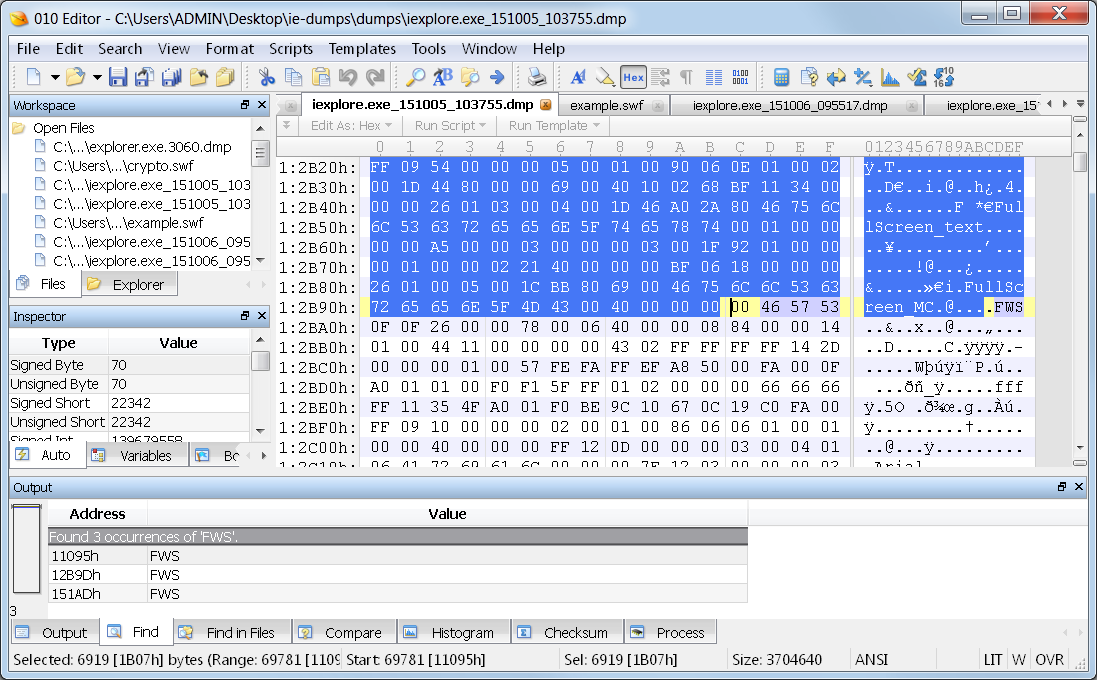 010 Editor - C:\Users\ADMIN\Desktop\ie-dumps\dumps\iexplore.exe_151005_103755.dmp
File Edit Search View Format Scripts Templates Tools Window Help
Workspace
Open Files
C:\...\explorer.exe.3060.dmp
C:\Users...\crypto.swf
C:\...\iexplore.exe_151005_103
C:\...\iexplore.exe_151005_103
C:\Users...\example.swf
C:\...\iexplore.exe_151006_095
C:\...\iexplore.exe_151006_095
Files Explorer
Inspector
Type Value
Signed Byte 70
Unsigned Byte 70
Signed Short 22342
Unsigned Short 22342
Signed Int 139679558
Auto Variables Bo
iexplore.exe_151005_103755.dmp example.swf iexplore.exe_151006_095517.dmp iexplore.exe_15
Edit As: Hex Run Script Run Template
0 1 2 3 4 5 6 7 8 9 A B C D E F 0123456789ABCDEF
1:2B20h: FF 09 54 00 00 00 05 00 01 00 90 06 0E 01 00 02 ÿ.T.............
1:2B30h: 00 1D 44 80 00 00 69 00 40 10 02 68 BF 11 34 00 ..D€..i.@..h¿.4.
1:2B40h: 00 00 26 01 03 00 04 00 1D 46 A0 2A 80 46 75 6C ..&......F *€Ful
1:2B50h: 6C 53 63 72 65 65 6E 5F 74 65 78 74 00 01 00 00 lScreen_text....
1:2B60h: 00 00 A5 00 00 03 00 00 00 03 00 1F 92 01 00 00 ..¥.........’...
1:2B70h: 00 01 00 00 02 21 40 00 00 00 BF 06 18 00 00 00 .....!@...¿.....
1:2B80h: 26 01 00 05 00 1C BB 80 69 00 46 75 6C 6C 53 63 &.....»€i.FullSc
1:2B90h: 72 65 65 6E 5F 4D 43 00 40 00 00 00 00 46 57 53 reen_MC.@....FWS
1:2BA0h: 0F 0F 26 00 00 78 00 06 40 00 00 08 84 00 00 14 ..&..x..@...„...
1:2BB0h: 01 00 44 11 00 00 00 00 43 02 FF FF FF FF 14 2D ..D.....C.ÿÿÿÿ.-
1:2BC0h: 00 00 00 01 00 57 FE FA FF EF A8 50 00 FA 00 0F .....Wþúÿï¨P.ú..
1:2BD0h: A0 01 01 00 F0 F1 5F FF 01 02 00 00 00 66 66 66 ...ðñ_ÿ.....fff
1:2BE0h: FF 11 35 4F A0 01 F0 BE 9C 10 67 0C 19 C0 FA 00 ÿ.5O .ð¾œ.g..Àú.
1:2BF0h: FF 09 10 00 00 00 02 00 01 00 86 06 06 01 00 01 ÿ.........†.....
1:2C00h: 00 00 40 00 00 00 FF 12 0D 00 00 00 03 00 04 01 ..@...ÿ.........
Output
Address Value
Found 3 occurrences of 'FWS'.
11095h FWS
12B9Dh FWS
151ADh FWS
3
Output Find Find in Files Compare Histogram Checksum Process
Selected: 6919 [1B07h] bytes (Range: 69781 [1109 Start: 69781 [11095h] Sel: 6919 [1B07h] Size: 3704640 ANSI LIT W OVR